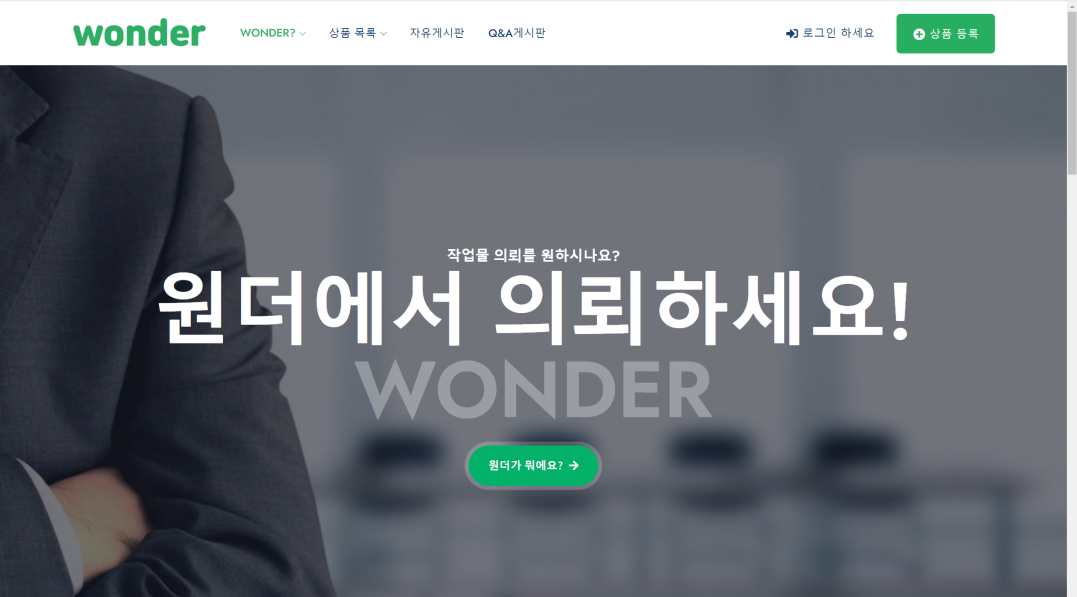 wonder
WONDER? 상품 목록 자유게시판 Q&A게시판 로그인 하세요 상품 등록
작업물 의뢰를 원하시나요?
원더에서 의뢰하세요!
WONDER
원더가 뭐에요?